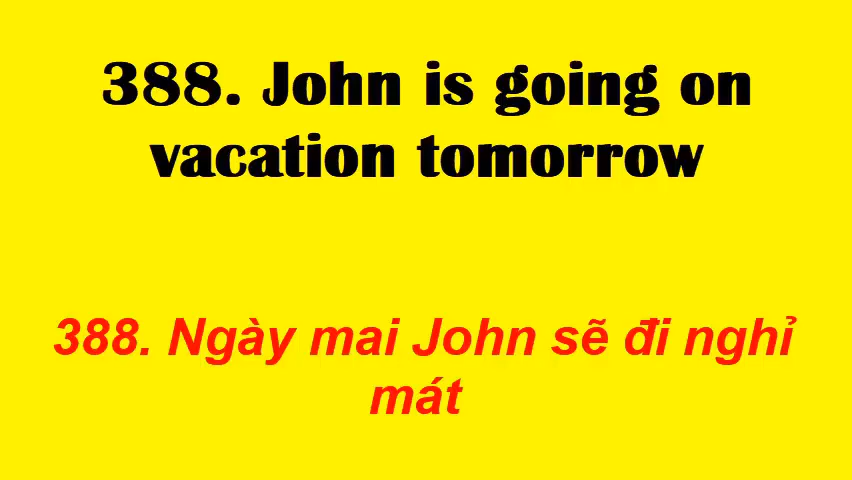 388. John is going on
vacation tomorrow
388. Ngày mai John sẽ đi nghỉ
mát